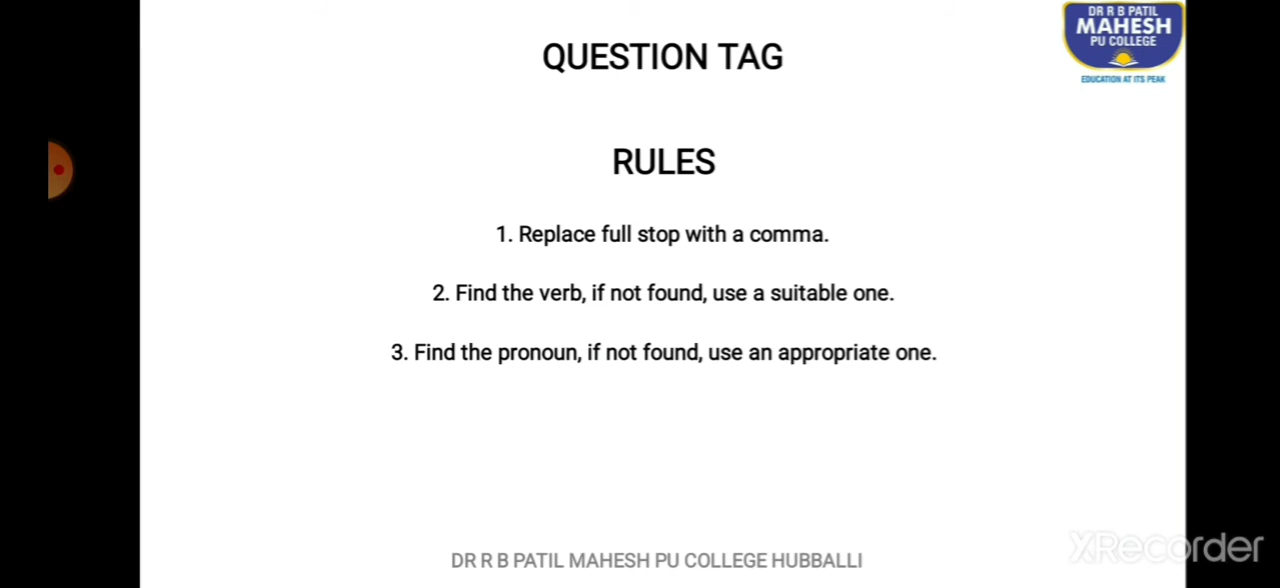 DR R B PATIL
MAHESH
PU COLLEGE
EDUCATION AT ITS PEAK
QUESTION TAG
RULES
1. Replace full stop with a comma.
2. Find the verb, if not found, use a suitable one.
3. Find the pronoun, if not found, use an appropriate one.
DR R B PATIL MAHESH PU COLLEGE HUBBALLI
XRecorder